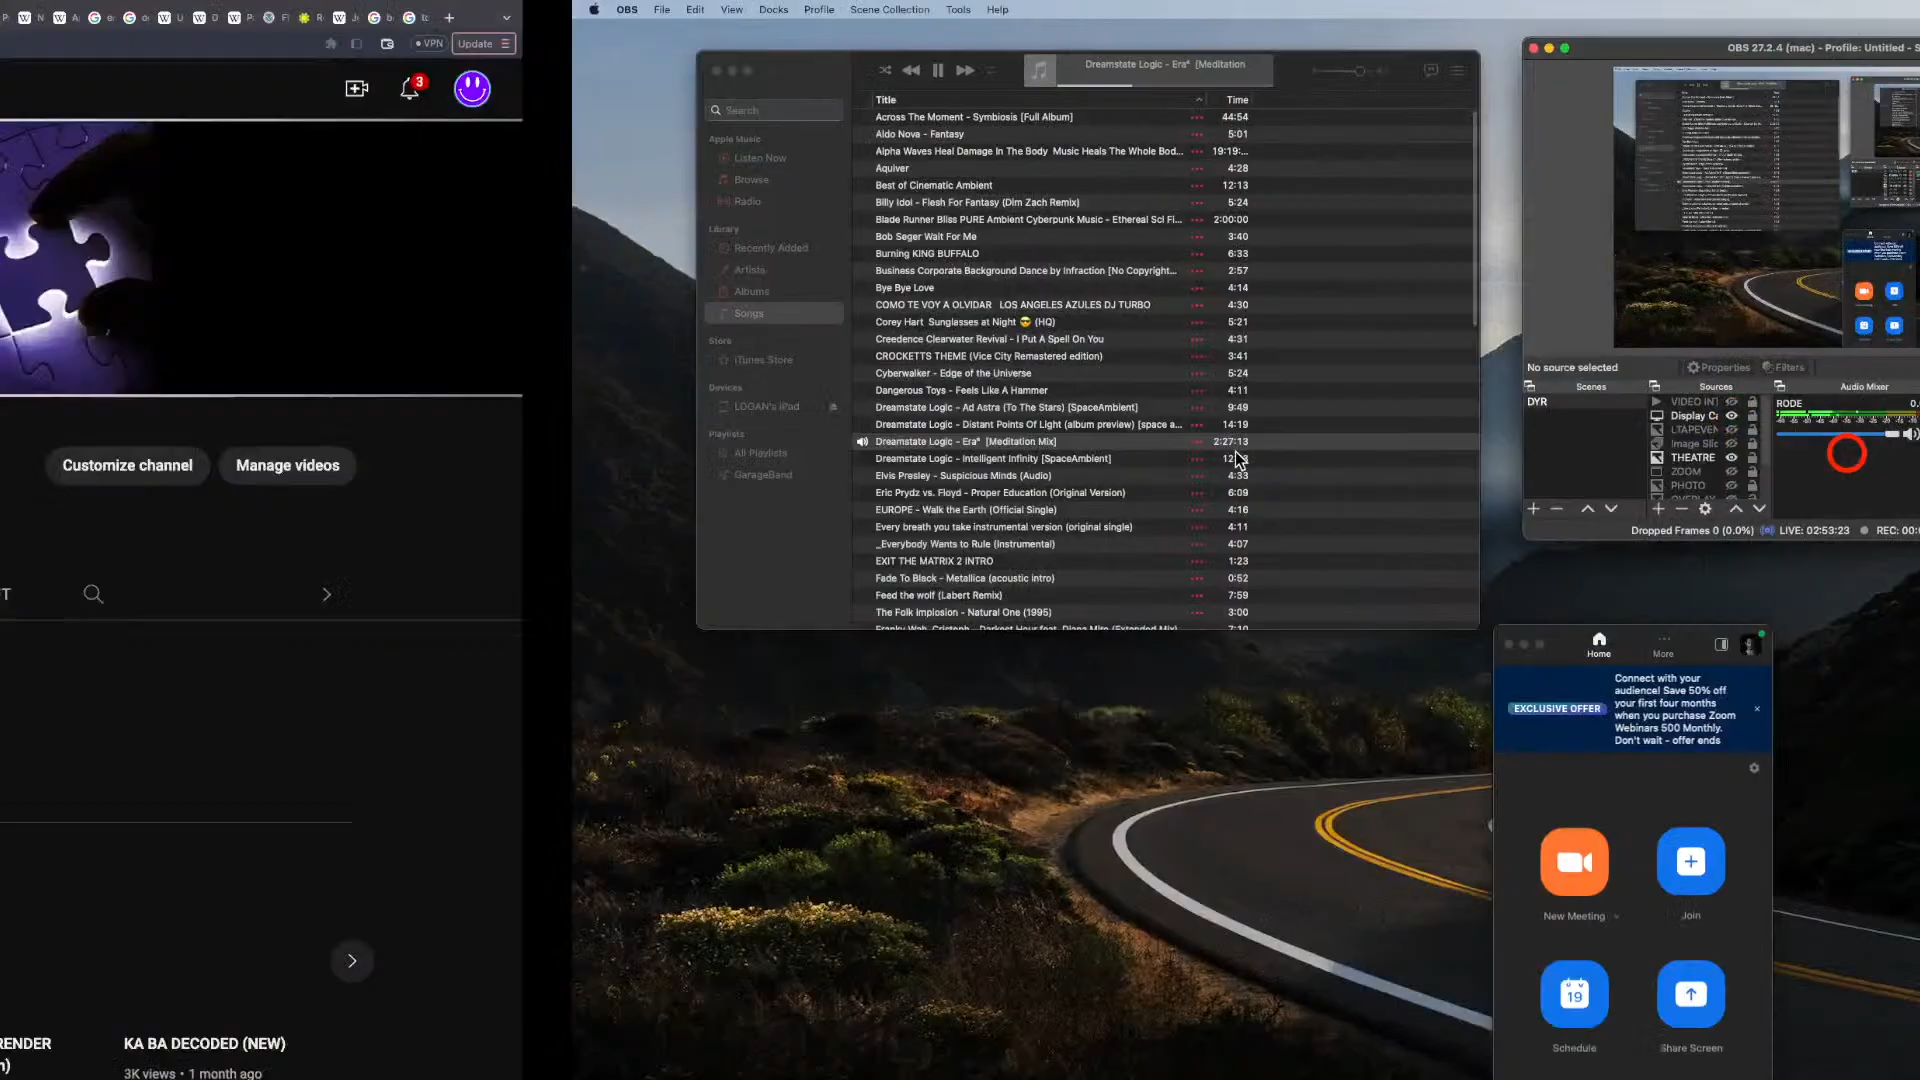 OBS File Edit View Docks Profile Scene Collection Tools Help
VPN Update
3
Customize channel
Manage videos
KA BA DECODED (NEW)
3K views • 1 month ago
Dreamstate Logic - Era* [Meditation
Search
Apple Music
Listen Now
Browse
Radio
Library
Recently Added
Artists
Albums
Songs
Store
iTunes Store
Devices
LOGAN's iPad
Playlists
All Playlists
GarageBand
Title Time
Across The Moment - Symbiosis [Full Album] 44:54
Aldo Nova - Fantasy 5:01
Alpha Waves Heal Damage In The Body Music Heals The Whole Bod... 19:19:...
Aquiver 4:28
Best of Cinematic Ambient 12:13
Billy Idol - Flesh For Fantasy (Dim Zach Remix) 5:24
Blade Runner Bliss PURE Ambient Cyberpunk Music - Ethereal Sci Fi... 2:00:00
Bob Seger Wait For Me 3:40
Burning KING BUFFALO 6:33
Business Corporate Background Dance by Infraction [No Copyright... 2:57
Bye Bye Love 4:14
COMO TE VOY A OLVIDAR LOS ANGELES AZULES DJ TURBO 4:30
Corey Hart Sunglasses at Night 😎 (HQ) 5:21
Creedence Clearwater Revival - I Put A Spell On You 4:31
CROCKETTS THEME (Vice City Remastered edition) 3:41
Cyberwalker - Edge of the Universe 5:24
Dangerous Toys - Feels Like A Hammer 4:11
Dreamstate Logic - Ad Astra (To The Stars) [SpaceAmbient] 9:49
Dreamstate Logic - Distant Points Of Light (album preview) [space a... 14:19
Dreamstate Logic - Era* [Meditation Mix] 2:27:13
Dreamstate Logic - Intelligent Infinity [SpaceAmbient]
Elvis Presley - Suspicious Minds (Audio) 4:33
Eric Prydz vs. Floyd - Proper Education (Original Version) 6:09
EUROPE - Walk the Earth (Official Single) 4:16
Every breath you take instrumental version (original single) 4:11
_Everybody Wants to Rule (Instrumental) 4:07
EXIT THE MATRIX 2 INTRO 1:23
Fade To Black - Metallica (acoustic intro) 0:52
Feed the wolf (Labert Remix) 7:59
The Folk Implosion - Natural One (1995) 3:00
OBS 27.2.4 (mac) - Profile: Untitled - S
No source selected Properties Filters
Scenes Sources Audio Mixer
DYR
VIDEO IN
Display Ca
LTAPEVEN
Image Slic
THEATRE
ZOOM
PHOTO
RODE
Dropped Frames 0 (0.0%) LIVE: 02:53:23 REC: 00:
Home More
EXCLUSIVE OFFER
Connect with your
audience! Save 50% off
your first four months
when you purchase Zoom
Webinars 500 Monthly.
Don't wait - offer ends
New Meeting
Join
19
Schedule
Share Screen